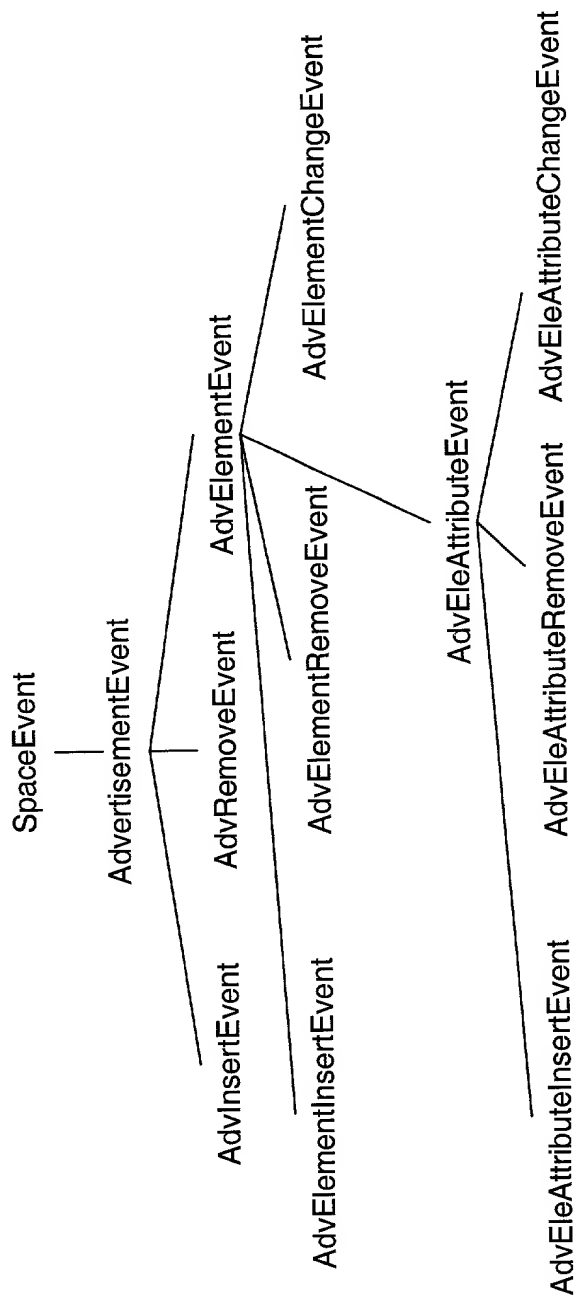 SpaceEvent
AdvertisementEvent
AdvInsertEvent
AdvRemoveEvent
AdvElementEvent
AdvElementInsertEvent
AdvElementRemoveEvent
AdvElementChangeEvent
AdvEleAttributeEvent
AdvEleAttributeInsertEvent
AdvEleAttributeRemoveEvent
AdvEleAttributeChangeEvent